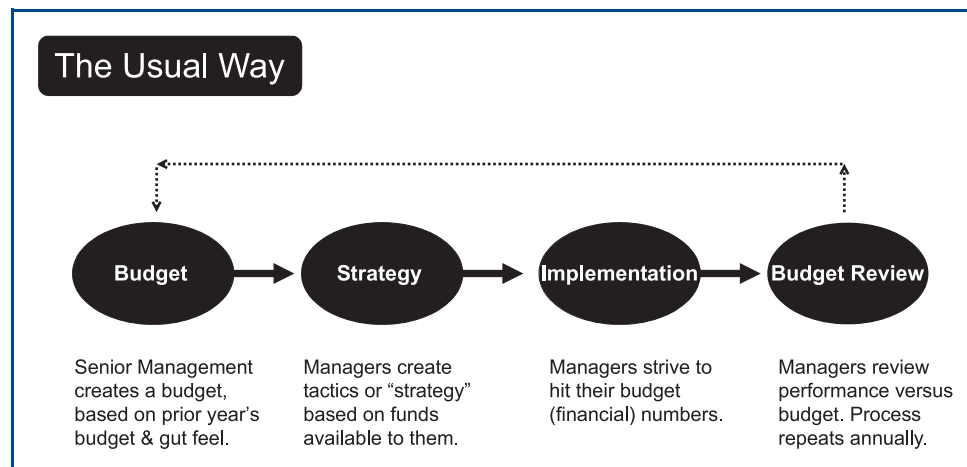 The Usual Way
Budget
Strategy
Implementation
Budget Review
Senior Management
creates a budget,
based on prior year's
budget & gut feel.
Managers create
tactics or “strategy”
based on funds
available to them.
Managers strive to
hit their budget
(financial) numbers.
Managers review
performance versus
budget. Process
repeats annually.